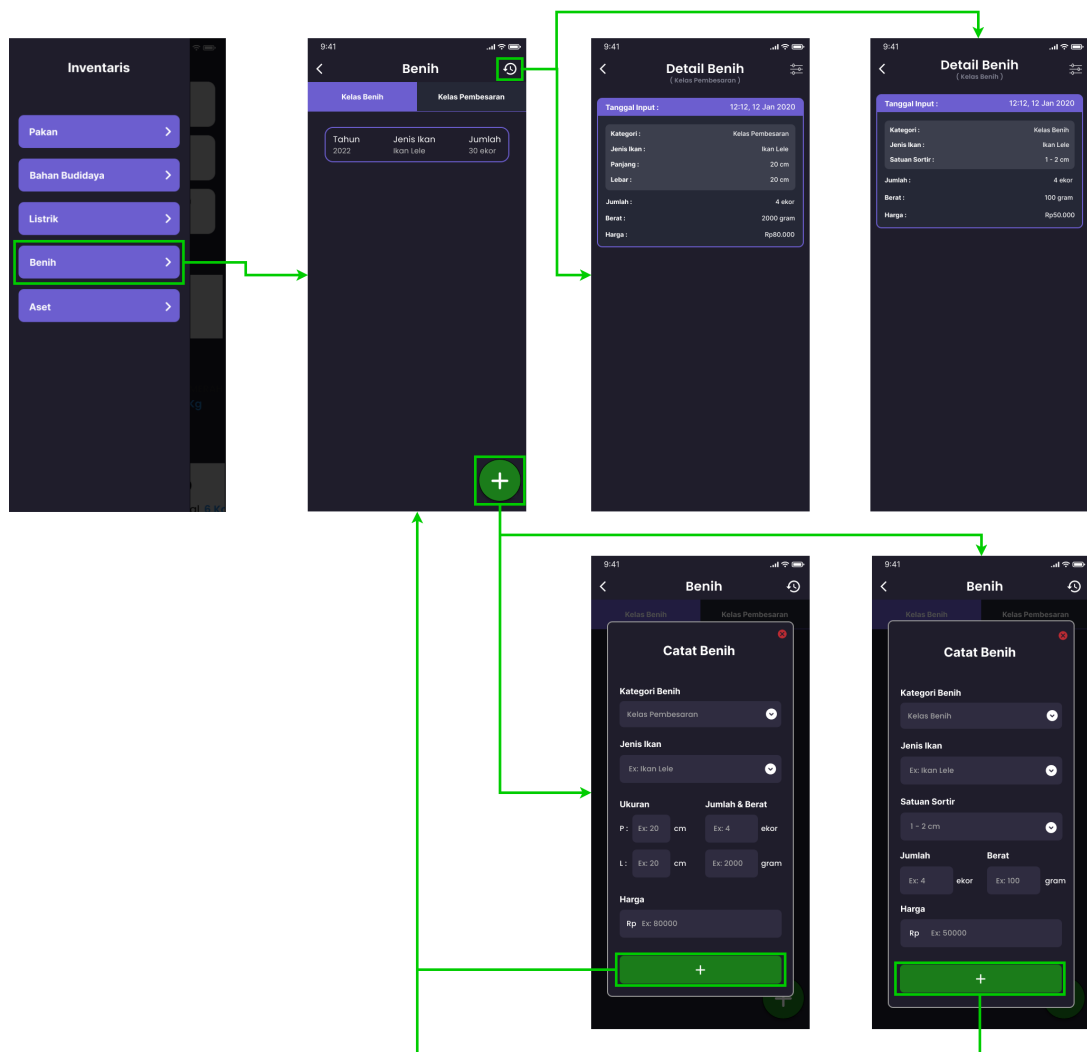 Inventaris
Pakan
Bahan Budidaya
Listrik
Benih
Aset
Kg
6 Kg
9:41
Benih
Kelas Benih Kelas Pembesaran
Tahun Jenis Ikan Jumlah
2022 Ikan Lele 30 ekor
9:41
Detail Benih
( Kelas Pembesaran )
Tanggal Input : 12:12, 12 Jan 2020
Kategori : Kelas Pembesaran
Jenis Ikan : Ikan Lele
Panjang : 20 cm
Lebar : 20 cm
Jumlah : 4 ekor
Berat : 2000 gram
Harga : Rp80.000
9:41
Detail Benih
( Kelas Benih )
Tanggal Input : 12:12, 12 Jan 2020
Kategori : Kelas Benih
Jenis Ikan : Ikan Lele
Satuan Sortir : 1 - 2 cm
Jumlah : 4 ekor
Berat : 100 gram
Harga : Rp50.000
9:41
Benih
Kelas Benih Kelas Pembesaran
Catat Benih
Kategori Benih
Kelas Pembesaran
Jenis Ikan
Ex: Ikan Lele
Ukuran Jumlah & Berat
P : Ex: 20 cm Ex: 4 ekor
L : Ex: 20 cm Ex: 2000 gram
Harga
Rp Ex: 80000
+
9:41
Benih
Kelas Benih Kelas Pembesaran
Catat Benih
Kategori Benih
Kelas Benih
Jenis Ikan
Ex: Ikan Lele
Satuan Sortir
1 - 2 cm
Jumlah Berat
Ex: 4 ekor Ex: 100 gram
Harga
Rp Ex: 50000
+